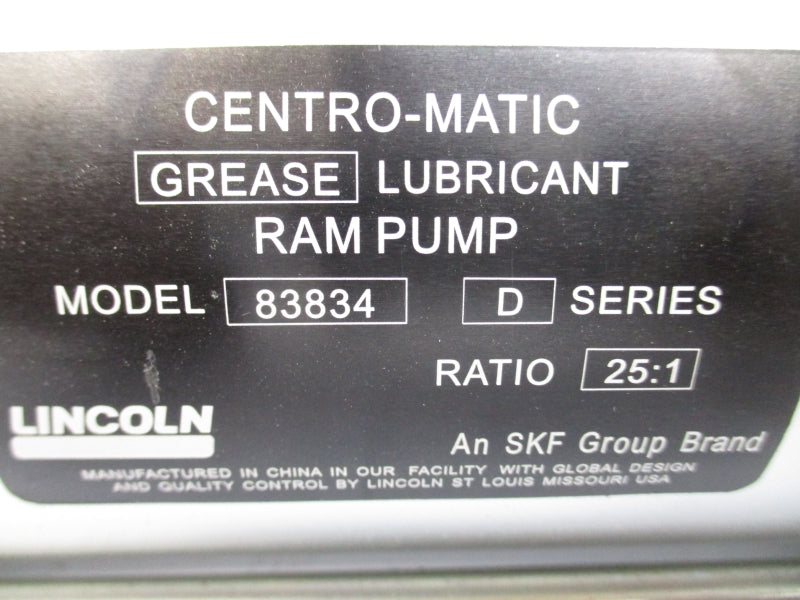 CENTRO-MATIC
GREASE LUBRICANT
RAM PUMP
MODEL 83834 D SERIES
RATIO 25:1
LINCOLN
An SKF Group Brand
MANUFACTURED IN CHINA IN OUR FACILITY WITH GLOBAL DESIGN
AND QUALITY CONTROL BY LINCOLN ST LOUIS MISSOURI USA